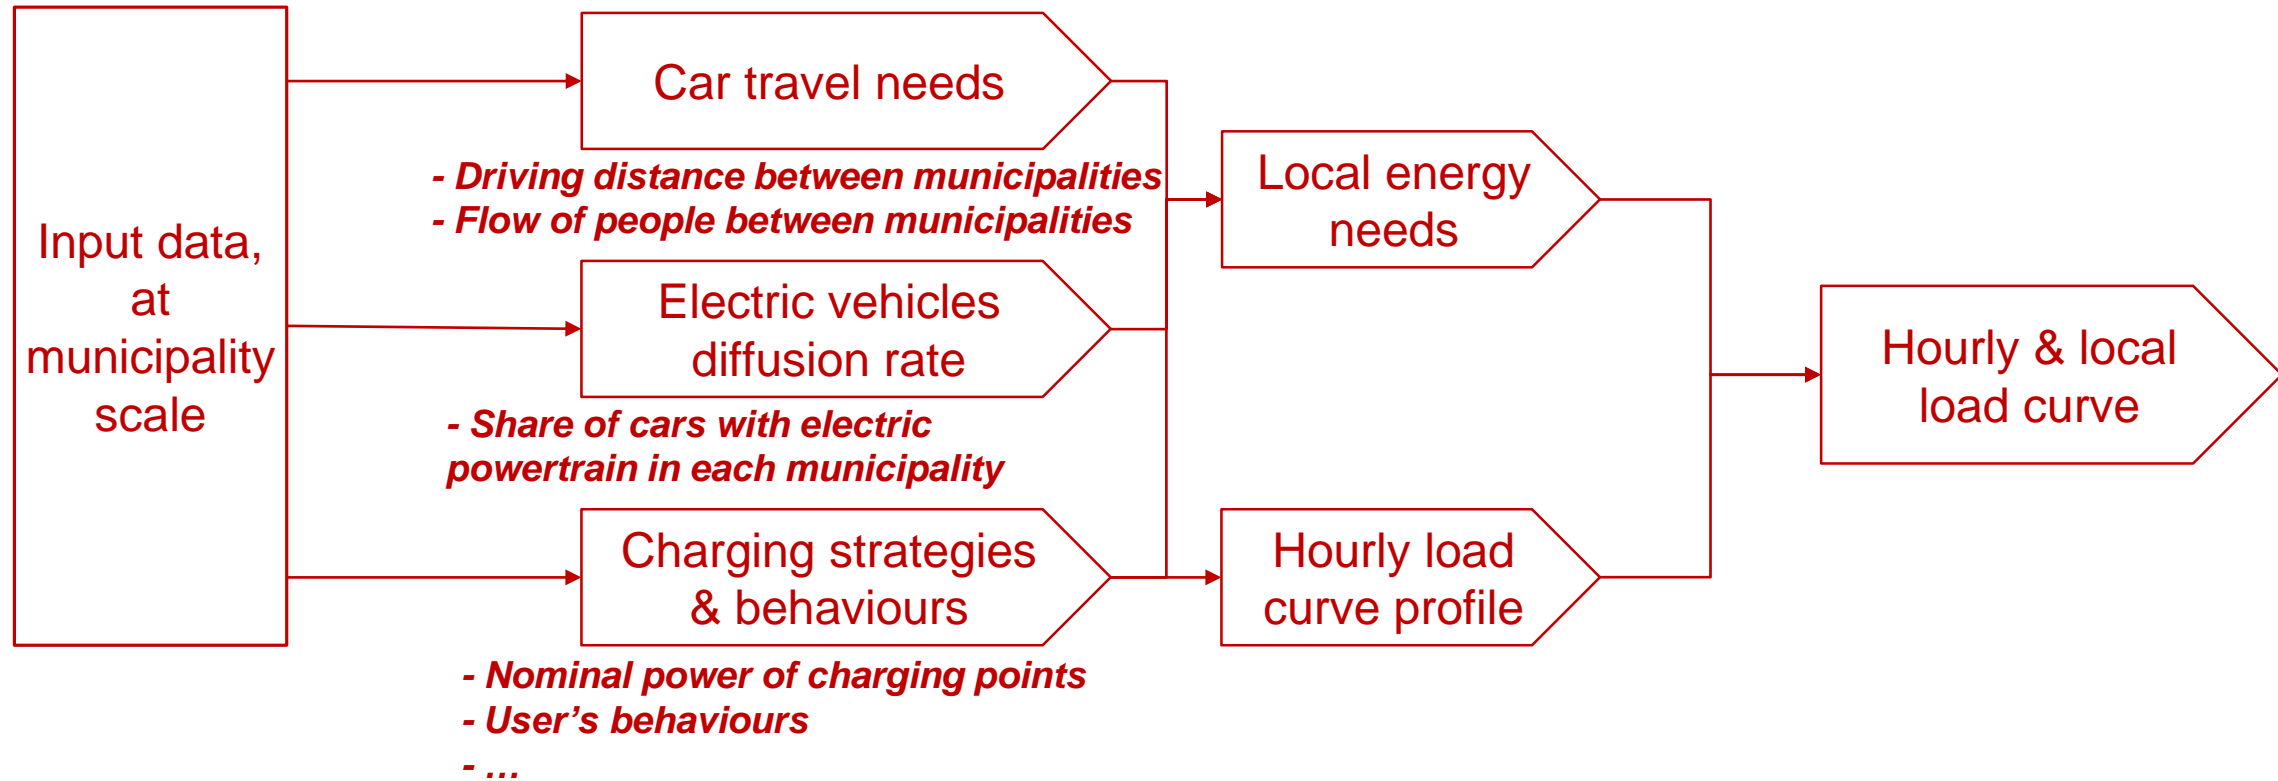 Input data,
at
municipality
scale
Car travel needs
- Driving distance between municipalities
- Flow of people between municipalities
Electric vehicles
diffusion rate
- Share of cars with electric
powertrain in each municipality
Charging strategies
& behaviours
- Nominal power of charging points
- User’s behaviours
- ...
Local energy
needs
Hourly load
curve profile
Hourly & local
load curve